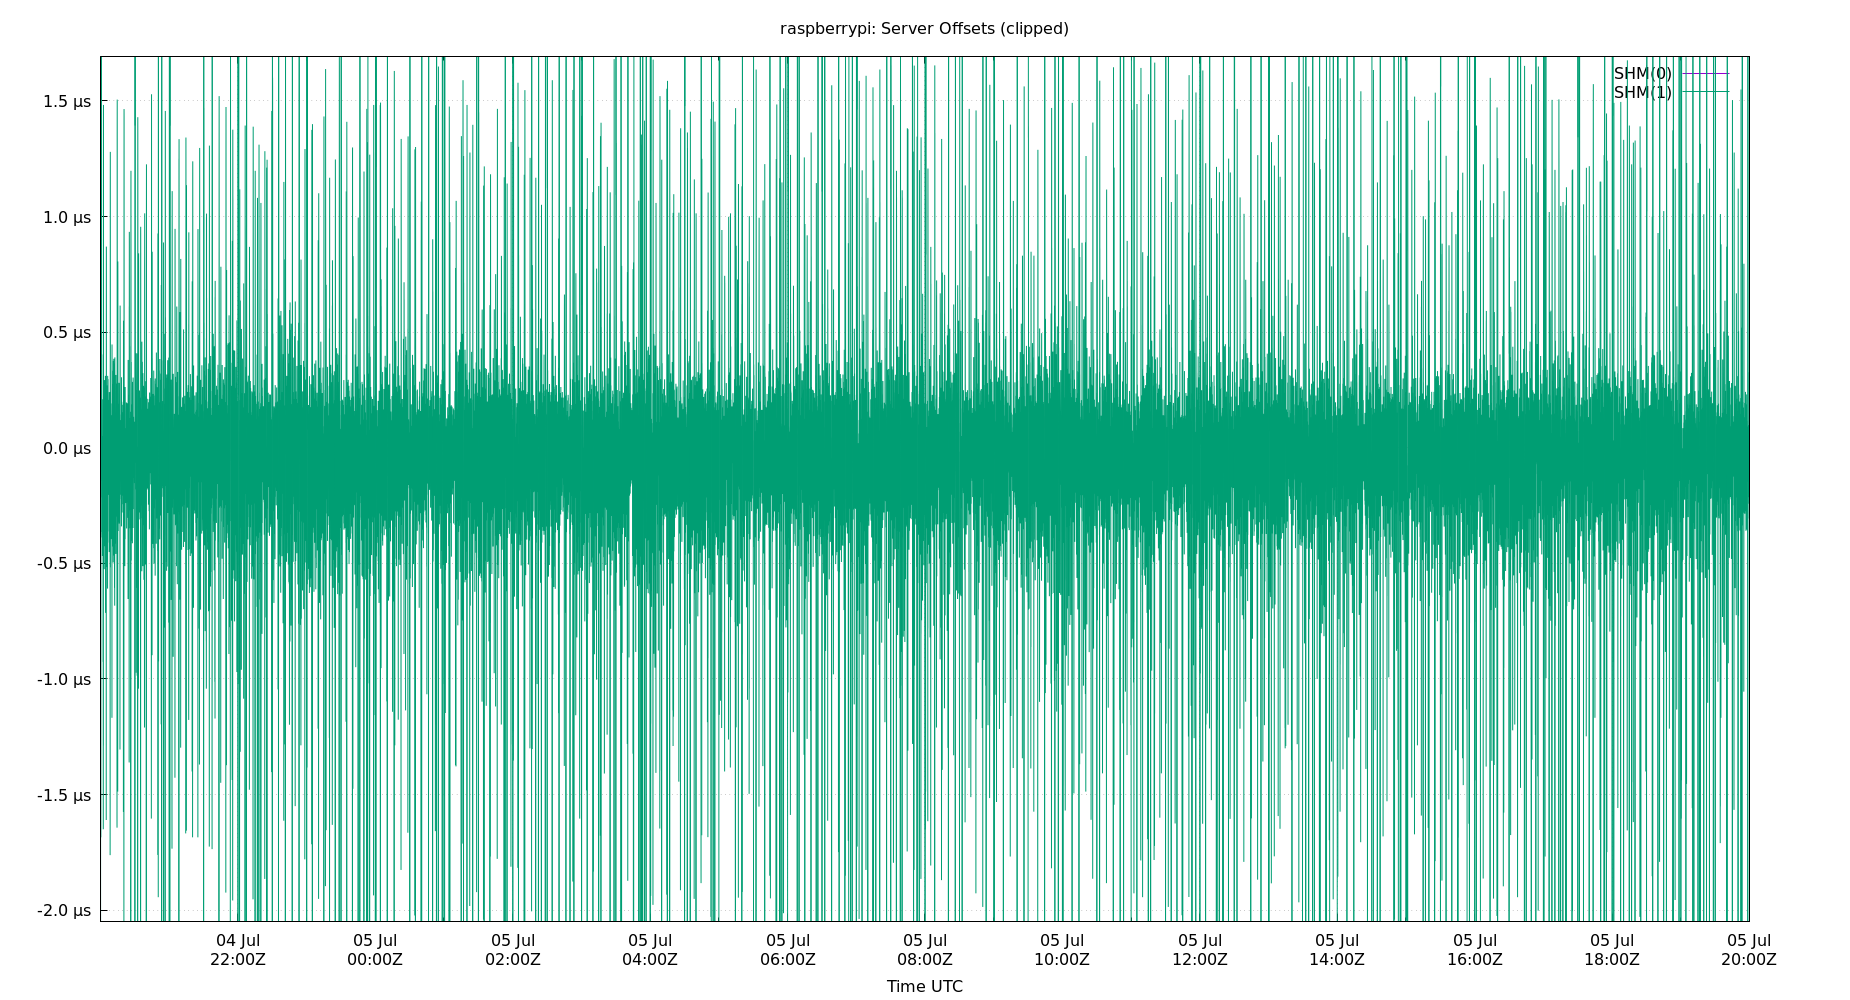 raspberrypi: Server Offsets (clipped)
SHM(0)
SHM(1)
1.5 µs
1.0 µs
0.5 µs
0.0 µs
-0.5 µs
-1.0 µs
-1.5 µs
-2.0 µs
04 Jul 05 Jul 05 Jul 05 Jul 05 Jul 05 Jul 05 Jul 05 Jul 05 Jul 05 Jul 05 Jul 05 Jul
22:00Z 00:00Z 02:00Z 04:00Z 06:00Z 08:00Z 10:00Z 12:00Z 14:00Z 16:00Z 18:00Z 20:00Z
Time UTC